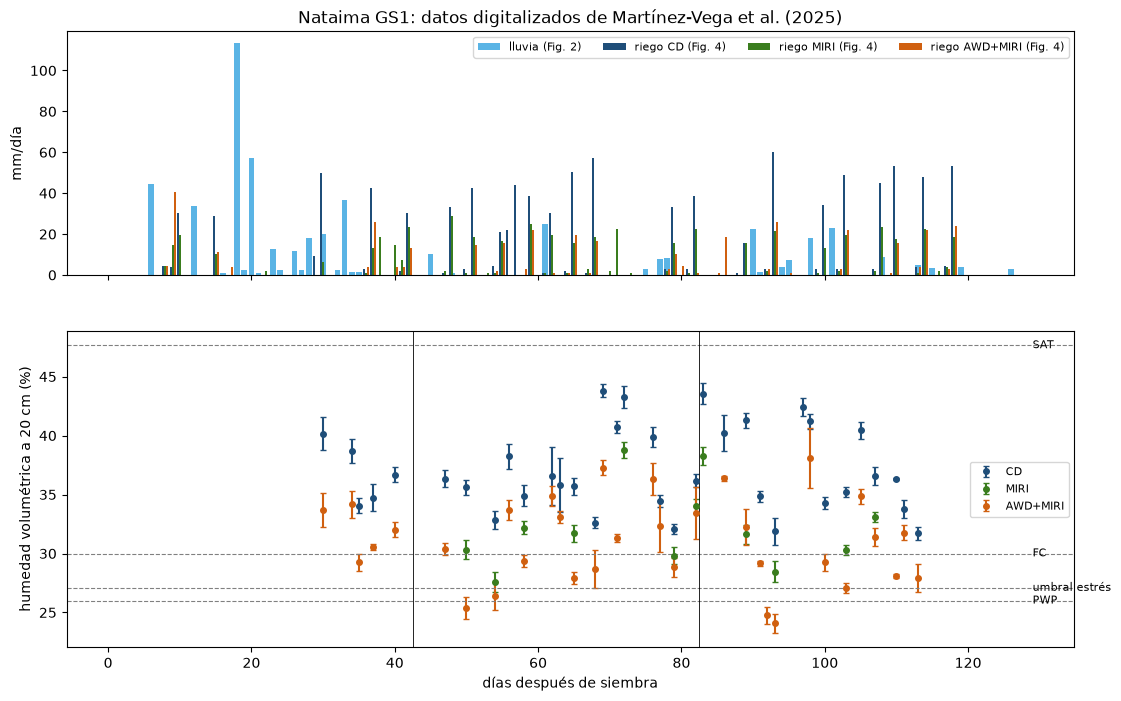 Nataima GS1: datos digitalizados de Martínez-Vega et al. (2025)
lluvia (Fig. 2) riego CD (Fig. 4) riego MIRI (Fig. 4) riego AWD+MIRI (Fig. 4)
mm/día
100
80
60
40
20
0
humedad volumétrica a 20 cm (%)
45
40
35
30
25
SAT
CD
MIRI
AWD+MIRI
FC
umbral estrés
PWP
0 20 40 60 80 100 120
días después de siembra